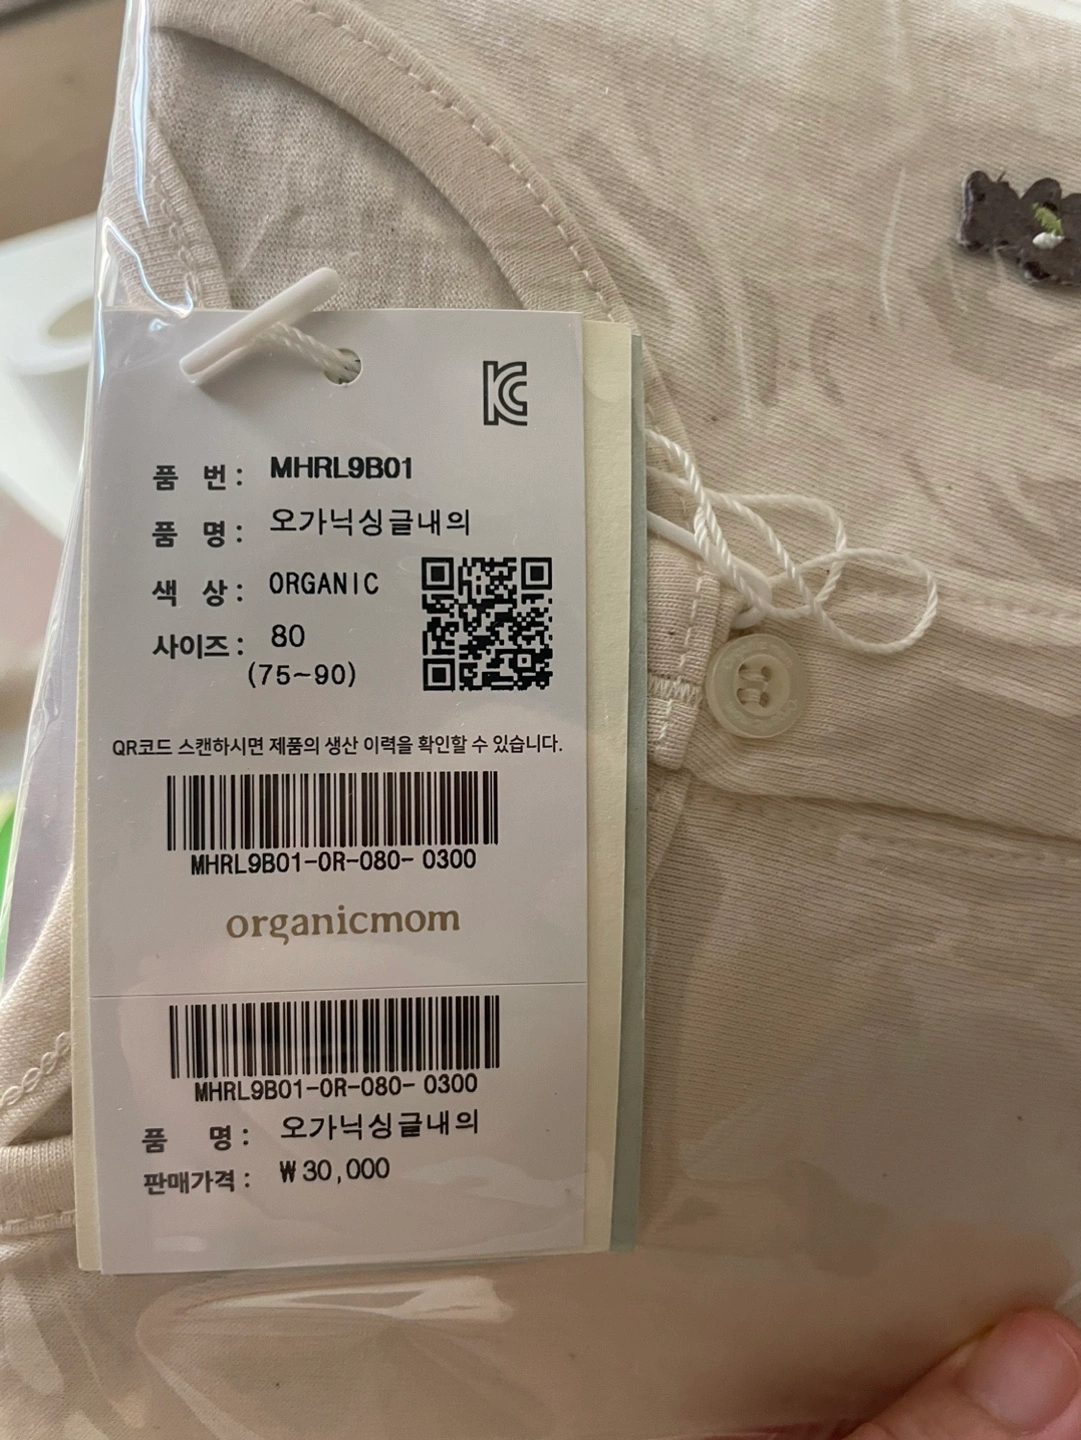 KC
품 번 : MHRL9B01
품 명 : 오가닉싱글내의
색 상 : ORGANIC
사이즈 : 80
(75~90)
QR코드 스캔하시면 제품의 생산 이력을 확인할 수 있습니다.
MHRL9B01-OR-080- 0300
organicmom
MHRL9B01-OR-080- 0300
품 명 : 오가닉싱글내의
판매가격 : ₩30,000